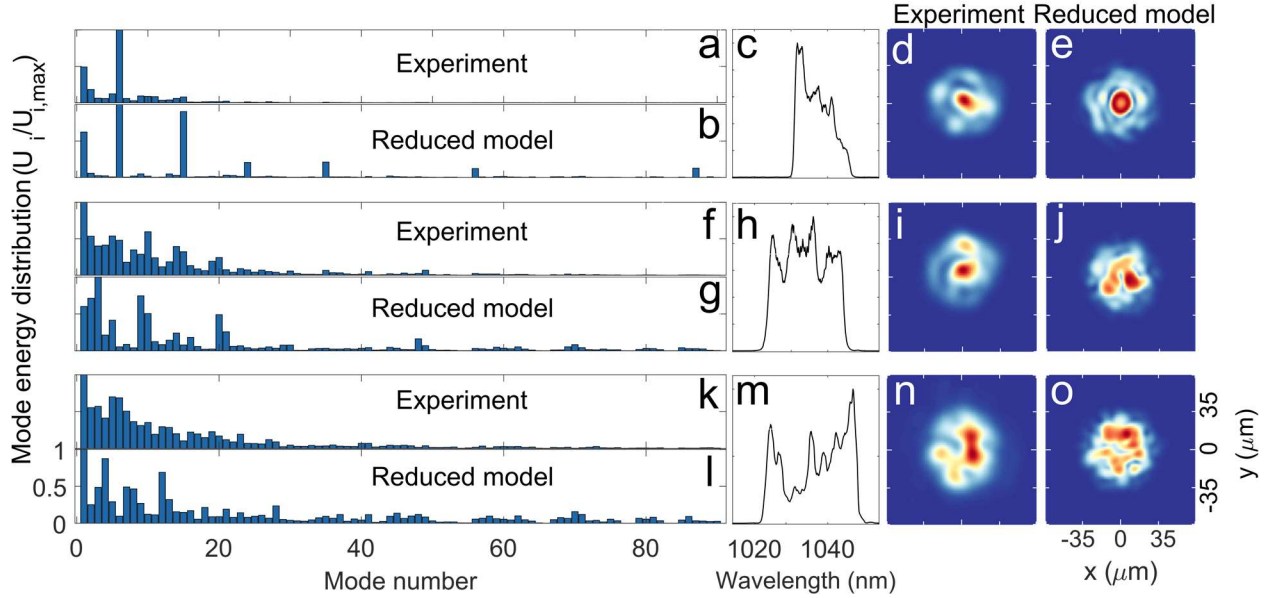 Experiment Reduced model
Mode energy distribution (U_i/U_i,max)
a
Experiment
b
Reduced model
c
d
e
f
Experiment
g
Reduced model
h
i
j
k
Experiment
l
Reduced model
m
n
o
1
0.5
0
0 20 40 60 80
Mode number
1020 1040
Wavelength (nm)
35
0
-35
y (μm)
-35 0 35
x (μm)